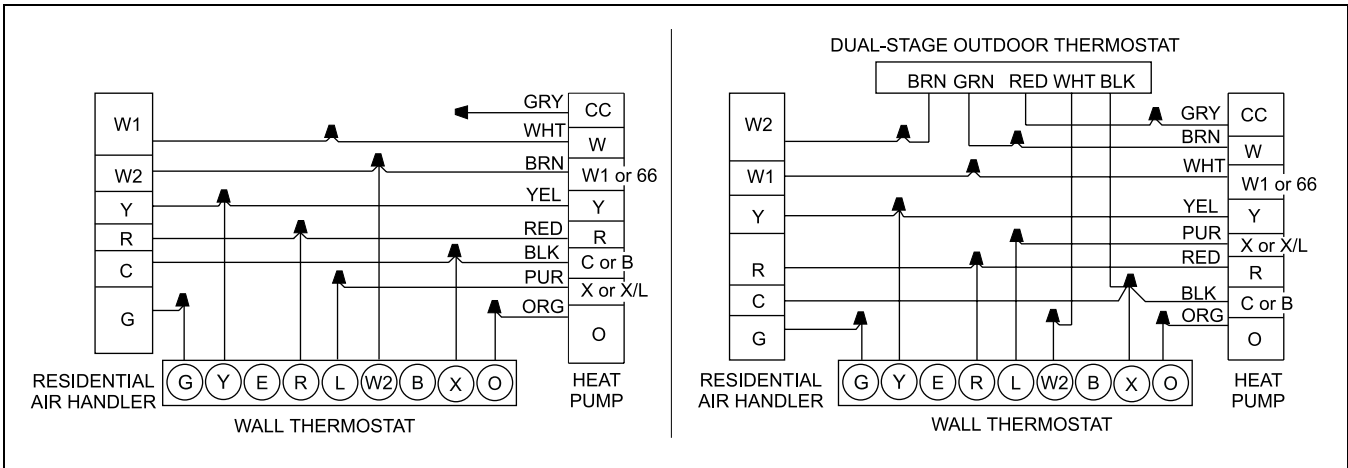 W1
W2
Y
R
C
G
GRY
WHT
BRN
YEL
RED
BLK
PUR
ORG
CC
W
W1 or 66
Y
R
C or B
X or X/L
O
RESIDENTIAL
AIR HANDLER
G Y E R L W2 B X O
WALL THERMOSTAT
HEAT
PUMP
DUAL-STAGE OUTDOOR THERMOSTAT
BRN GRN RED WHT BLK
W2
W1
Y
R
C
G
GRY
BRN
WHT
YEL
PUR
RED
BLK
ORG
CC
W
W1 or 66
Y
X or X/L
R
C or B
O
RESIDENTIAL
AIR HANDLER
G Y E R L W2 B X O
WALL THERMOSTAT
HEAT
PUMP